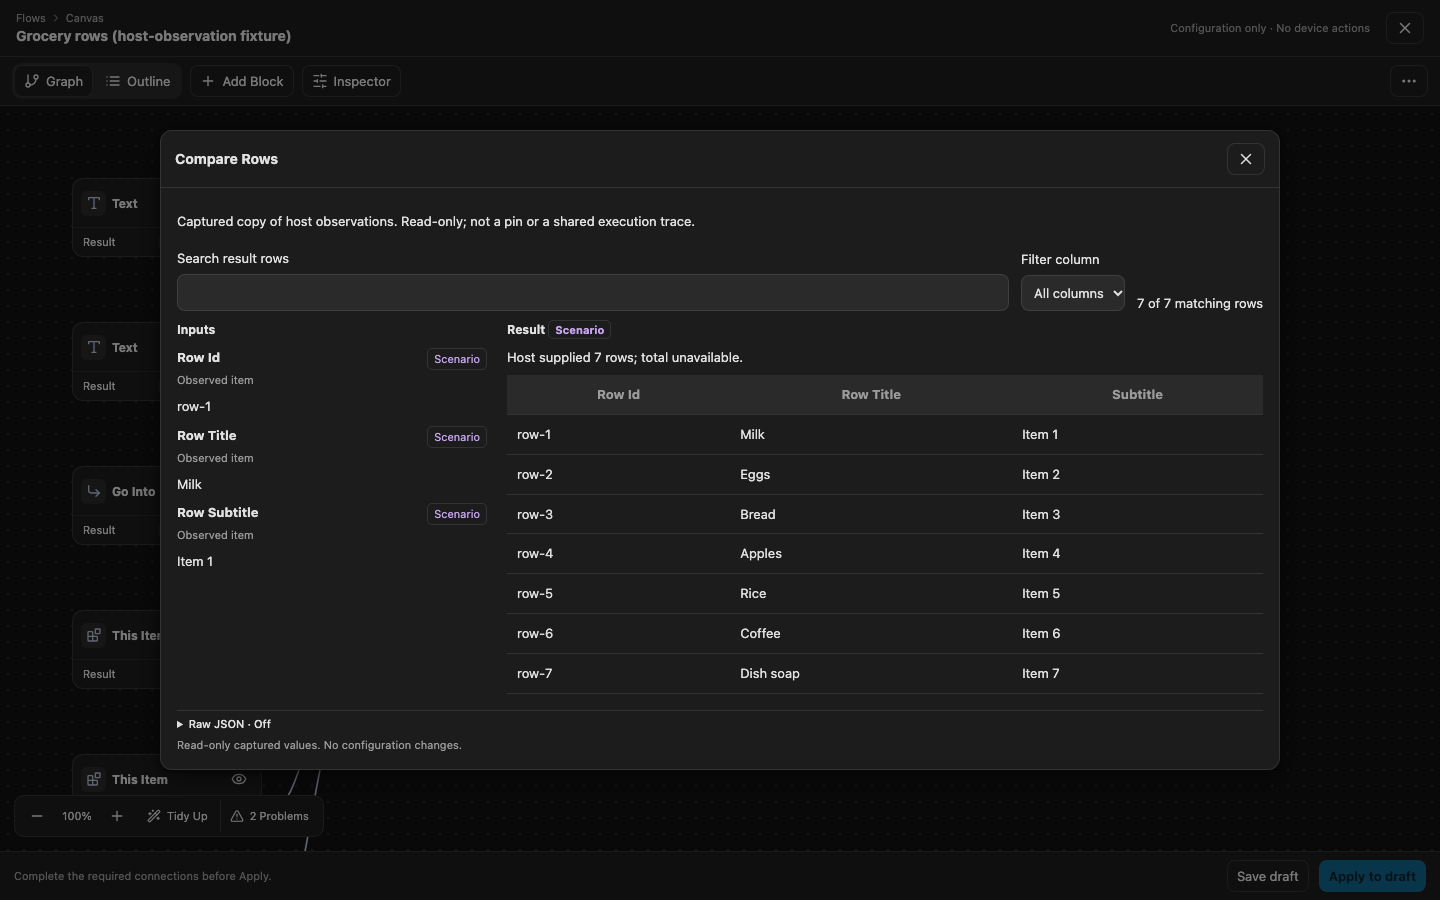 Flows > Canvas
Grocery rows (host-observation fixture)
Configuration only · No device actions
Graph
Outline
Add Block
Inspector
Compare Rows
Captured copy of host observations. Read-only; not a pin or a shared execution trace.
Search result rows
Filter column
All columns
7 of 7 matching rows
Inputs
Row Id Scenario
Observed item
row-1
Row Title Scenario
Observed item
Milk
Row Subtitle Scenario
Observed item
Item 1
Result Scenario
Host supplied 7 rows; total unavailable.
Row Id Row Title Subtitle
row-1 Milk Item 1
row-2 Eggs Item 2
row-3 Bread Item 3
row-4 Apples Item 4
row-5 Rice Item 5
row-6 Coffee Item 6
row-7 Dish soap Item 7
Raw JSON · Off
Read-only captured values. No configuration changes.
Text
Result
Text
Result
Go Into
Result
This Iter
Result
This Item
100%
Tidy Up
2 Problems
Complete the required connections before Apply.
Save draft
Apply to draft